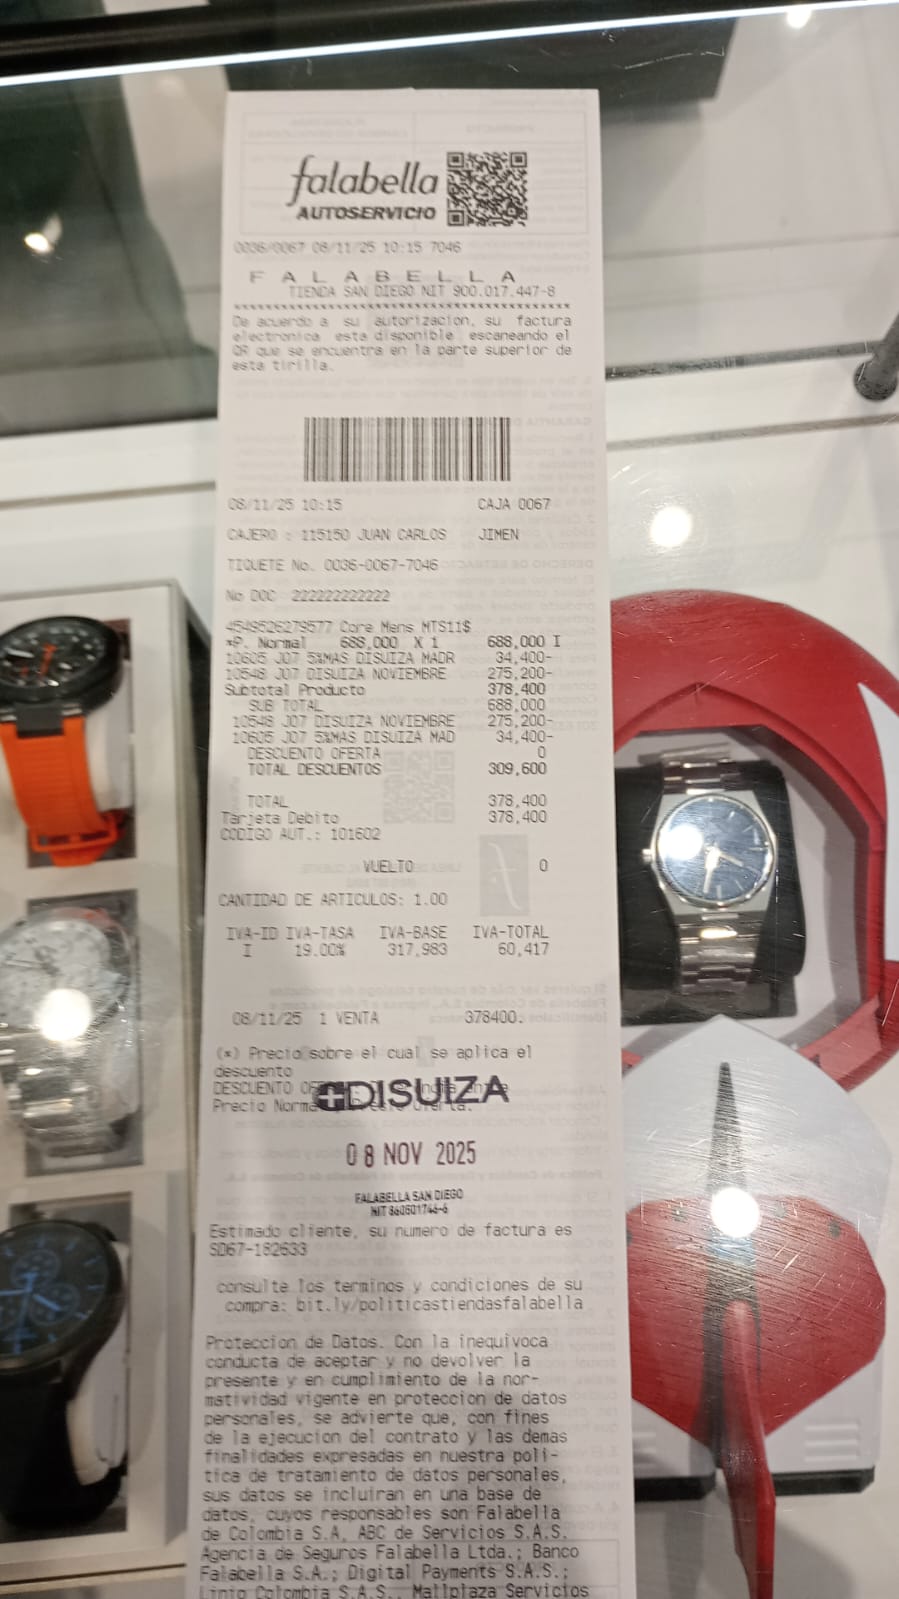 falabella
AUTOSERVICIO
0036/0067 08/11/25 10:15 7046
F A L A B E L L A
TIENDA SAN DIEGO NIT 900.017.447-8
De acuerdo a su autorizacion, su factura
electronica esta disponible escaneando el
QR que se encuentra en la parte superior de
esta tirilla.
08/11/25 10:15 CAJA 0067
CAJERO : 115150 JUAN CARLOS JIMEN
TIQUETE No. 0036-0067-7046
No DOC 222222222222
4549526279577 Core Mens MTS11$
*P. Normal 688,000 X 1 688,000 I
10605 J07 5%MAS DISUIZA MADR 34,400-
10548 J07 DISUIZA NOVIEMBRE 275,200-
Subtotal Producto 378,400
SUB TOTAL 688,000
10548 J07 DISUIZA NOVIEMBRE 275,200-
10605 J07 5%MAS DISUIZA MAD 34,400-
DESCUENTO OFERTA 0
TOTAL DESCUENTOS 309,600
TOTAL 378,400
Tarjeta Debito 378,400
CODIGO AUT.: 101602
VUELTO 0
CANTIDAD DE ARTICULOS: 1.00
IVA-ID IVA-TASA IVA-BASE IVA-TOTAL
I 19.00% 317,983 60,417
08/11/25 1 VENTA 378400.
(*) Precio sobre el cual se aplica el
descuento
DESCUENTO
Precio
DISUIZA
08 NOV 2025
FALABELLA SAN DIEGO
NIT 860501746-6
Estimado cliente, su numero de factura es
SD67-182633
consulte los terminos y condiciones de su
compra: bit.ly/politicastiendasfalabella
Proteccion de Datos. Con la inequivoca
conducta de aceptar y no devolver la
presente y en cumplimiento de la nor-
matividad vigente en proteccion de datos
personales, se advierte que, con fines
de la ejecucion del contrato y las demas
finalidades expresadas en nuestra poli-
tica de tratamiento de datos personales,
sus datos se incluiran en una base de
datos, cuyos responsables son Falabella
de Colombia S.A, ABC de Servicios S.A.S,
Agencia de Seguros Falabella Ltda.; Banco
Falabella S.A.; Digital Payments S.A.S.;
Linio Colombia S.A.S., Mallplaza Servicios